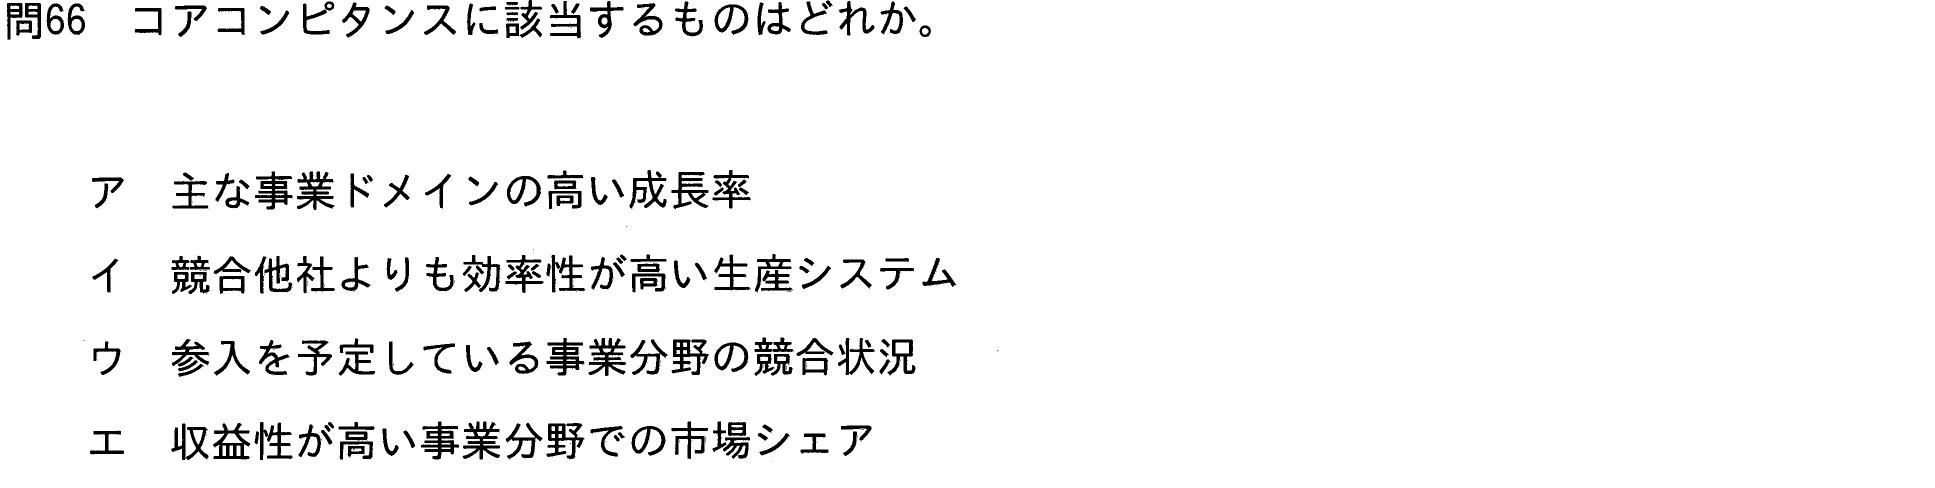 問66　コアコンピタンスに該当するものはどれか。
ア　主な事業ドメインの高い成長率
イ　競合他社よりも効率性が高い生産システム
ウ　参入を予定している事業分野の競合状況
エ　収益性が高い事業分野での市場シェア